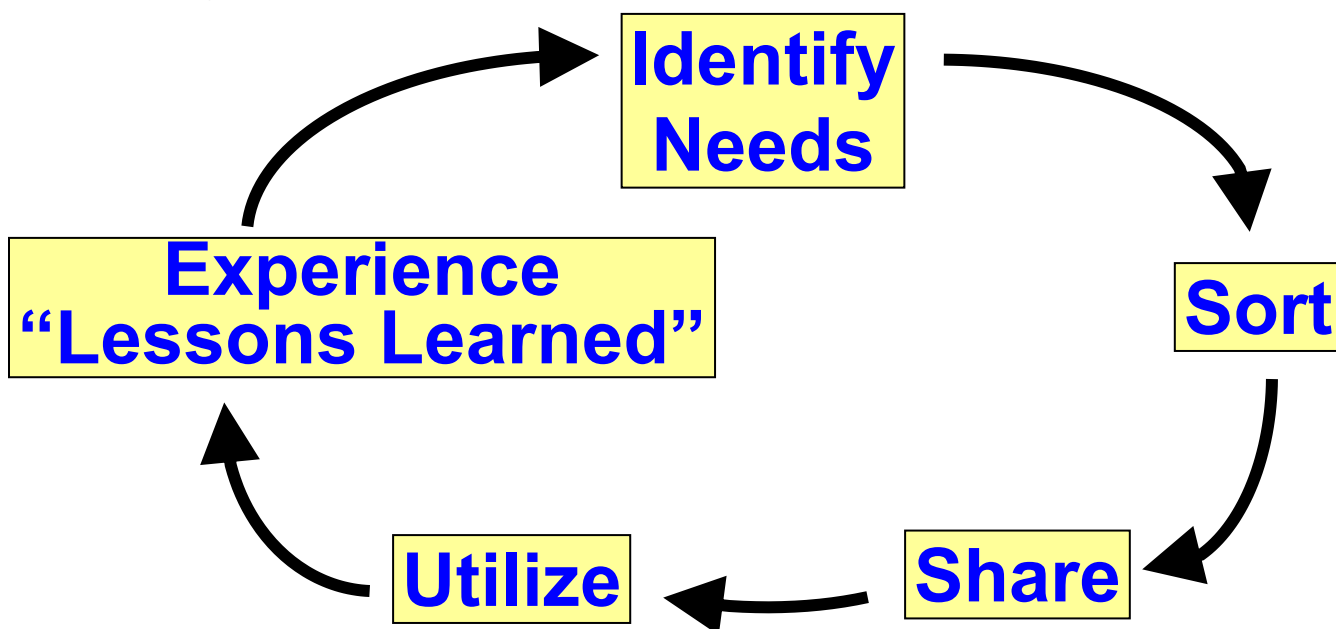 Identify
Needs
Experience
“Lessons Learned”
Sort
Share
Utilize